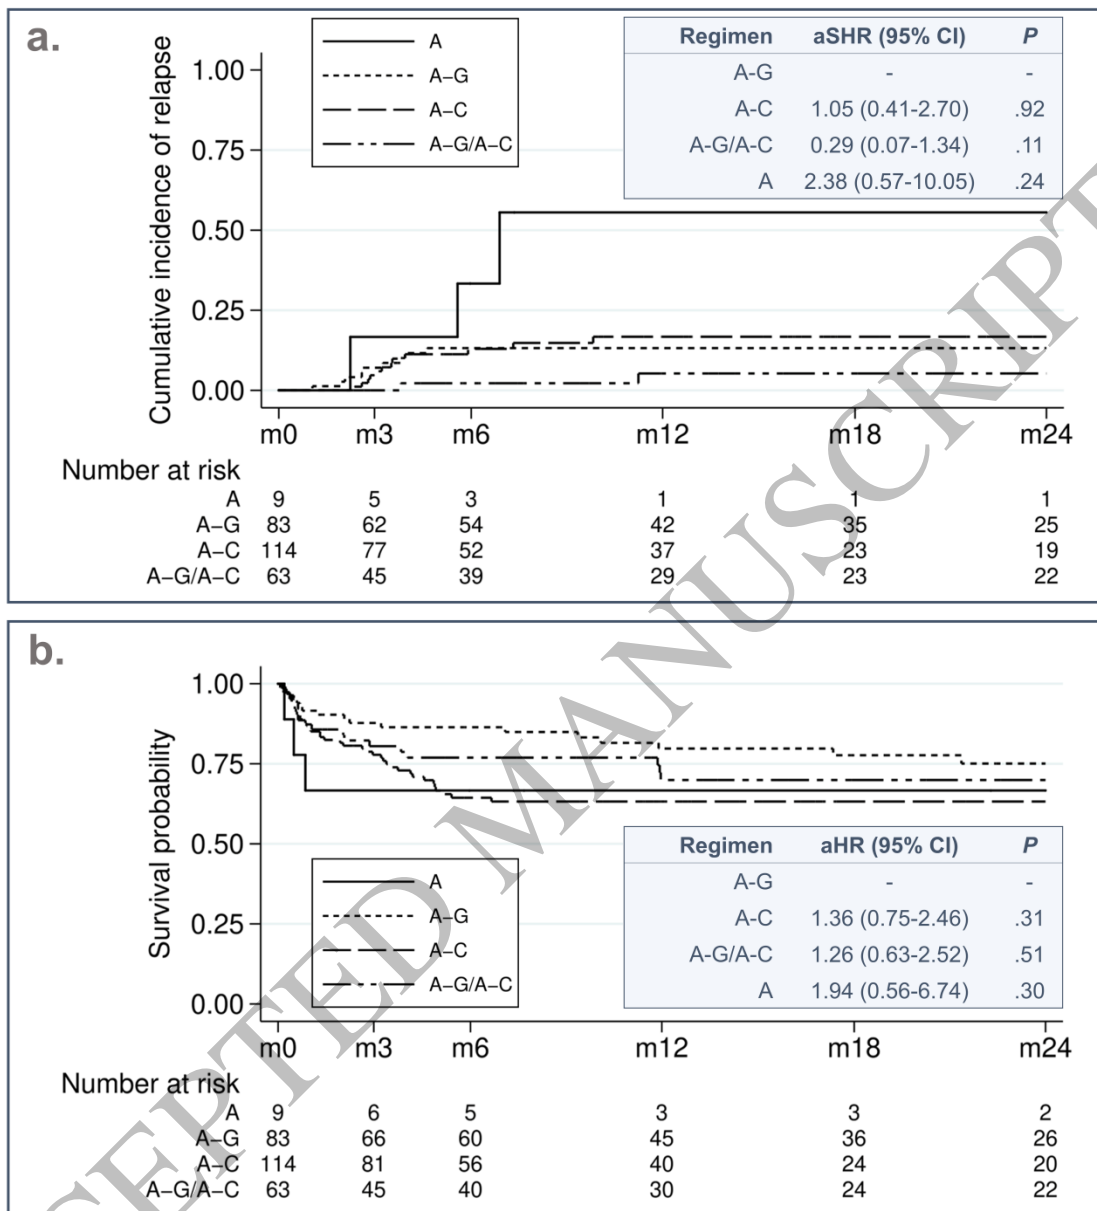 a.
A
A–G
A–C
A–G/A–C
Regimen aSHR (95% CI) P
A-G - -
A-C 1.05 (0.41-2.70) .92
A-G/A-C 0.29 (0.07-1.34) .11
A 2.38 (0.57-10.05) .24
Cumulative incidence of relapse
1.00
0.75
0.50
0.25
0.00
m0 m3 m6 m12 m18 m24
Number at risk
A 9 5 3 1 1 1
A–G 83 62 54 42 35 25
A–C 114 77 52 37 23 19
A–G/A–C 63 45 39 29 23 22
b.
Survival probability
1.00
0.75
0.50
0.25
0.00
A
A–G
A–C
A–G/A–C
Regimen aHR (95% CI) P
A-G - -
A-C 1.36 (0.75-2.46) .31
A-G/A-C 1.26 (0.63-2.52) .51
A 1.94 (0.56-6.74) .30
m0 m3 m6 m12 m18 m24
Number at risk
A 9 6 5 3 3 2
A–G 83 66 60 45 36 26
A–C 114 81 56 40 24 20
A–G/A–C 63 45 40 30 24 22
CEPTED MANUSCRIPT